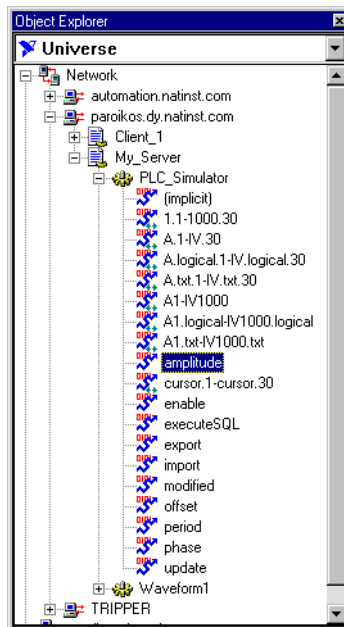 Object Explorer
Universe
Network
automation.natinst.com
paroikos.dy.natinst.com
Client_1
My_Server
PLC_Simulator
(implicit)
1.1-1000.30
A.1-IV.30
A.logical.1-IV.logical.30
A.txt.1-IV.txt.30
A1-IV1000
A1.logical-IV1000.logical
A1.txt-IV1000.txt
amplitude
cursor.1-cursor.30
enable
executeSQL
export
import
modified
offset
period
phase
update
Waveform1
TRIPPER